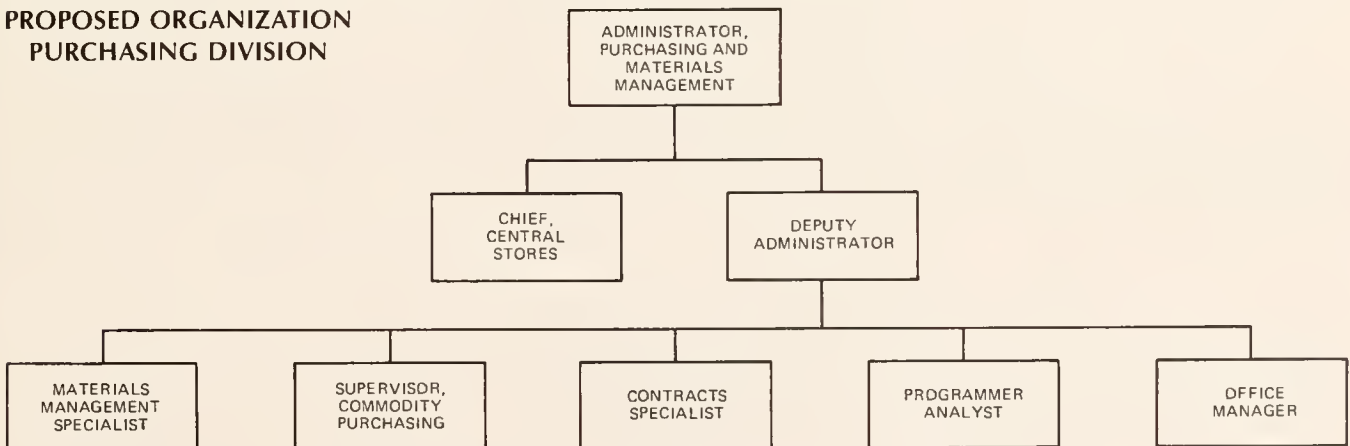 PROPOSED ORGANIZATION
PURCHASING DIVISION
ADMINISTRATOR,
PURCHASING AND
MATERIALS
MANAGEMENT
CHIEF,
CENTRAL
STORES
DEPUTY
ADMINISTRATOR
MATERIALS
MANAGEMENT
SPECIALIST
SUPERVISOR,
COMMODITY
PURCHASING
CONTRACTS
SPECIALIST
PROGRAMMER
ANALYST
OFFICE
MANAGER